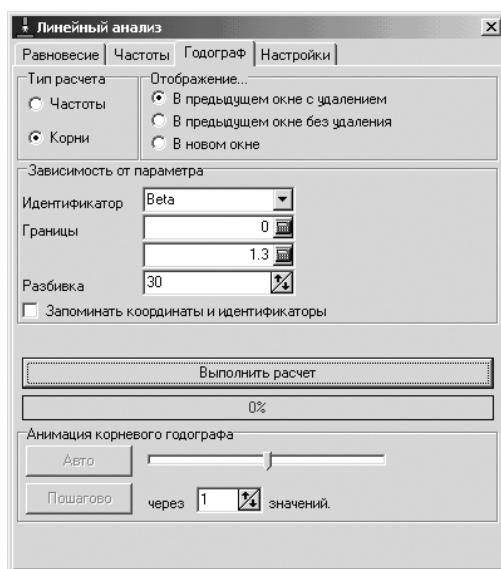 Линейный анализ
Равновесие Частоты Годограф Настройки
Тип расчета
Частоты
Корни
Отображение...
В предыдущем окне с удалением
В предыдущем окне без удаления
В новом окне
Зависимость от параметра
Идентификатор Beta
Границы 0
1.3
Разбивка 30
Запоминать координаты и идентификаторы
Выполнить расчет
0%
Анимация корневого годографа
Авто
Пошагово через 1 значений.